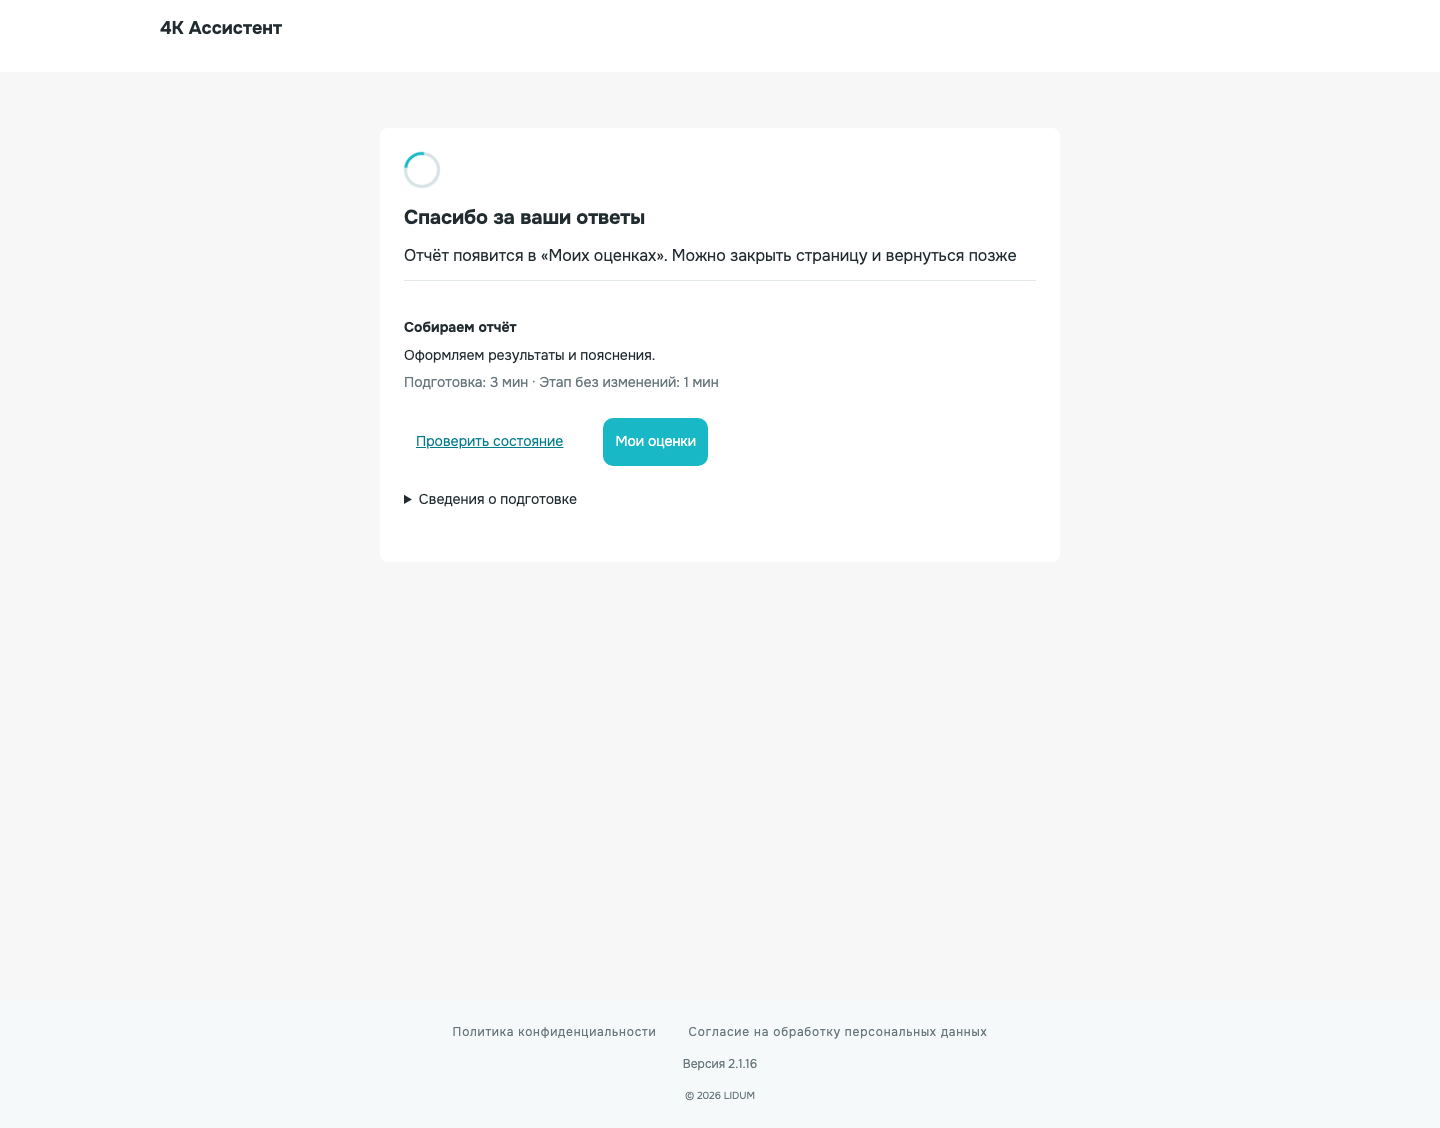 4K Ассистент
Спасибо за ваши ответы
Отчёт появится в «Моих оценках». Можно закрыть страницу и вернуться позже
Собираем отчёт
Оформляем результаты и пояснения.
Подготовка: 3 мин · Этап без изменений: 1 мин
Проверить состояние
Мои оценки
Сведения о подготовке
Политика конфиденциальности
Согласие на обработку персональных данных
Версия 2.1.16
© 2026 LIDUM